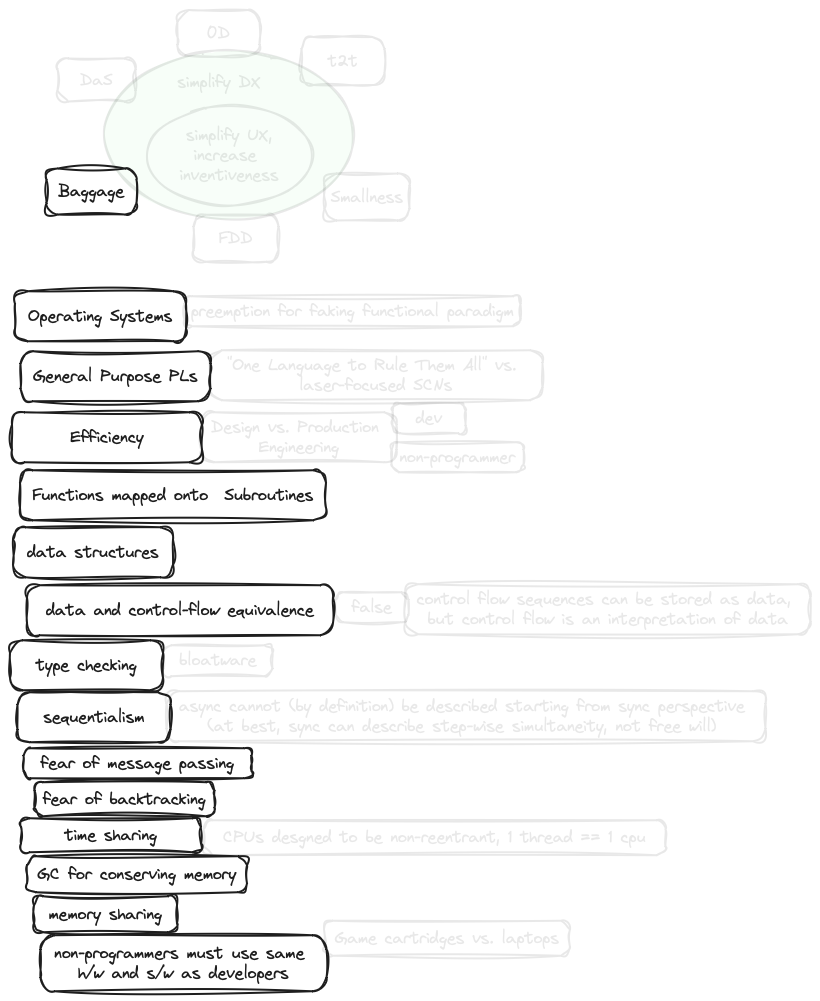 OD
t2t
DaS
simplify DX
simplify UX,
increase
inventiveness
Baggage
Smallness
FDD
Operating Systems
preemption for faking functional paradigm
General Purpose PLs
"One Language to Rule Them All" vs.
laser-focused SCNs
Efficiency
Design vs. Production
Engineering
dev
non-programmer
Functions mapped onto Subroutines
data structures
data and control-flow equivalence
false
control flow sequences can be stored as data,
but control flow is an interpretation of data
type checking
bloatware
sequentialism
async cannot (by definition) be described starting from sync perspective
(at best, sync can describe step-wise simultaneity, not free will)
fear of message passing
fear of backtracking
time sharing
CPUs desgned to be non-reentrant, 1 thread == 1 cpu
GC for conserving memory
memory sharing
Game cartridges vs. laptops
non-programmers must use same
h/w and s/w as developers